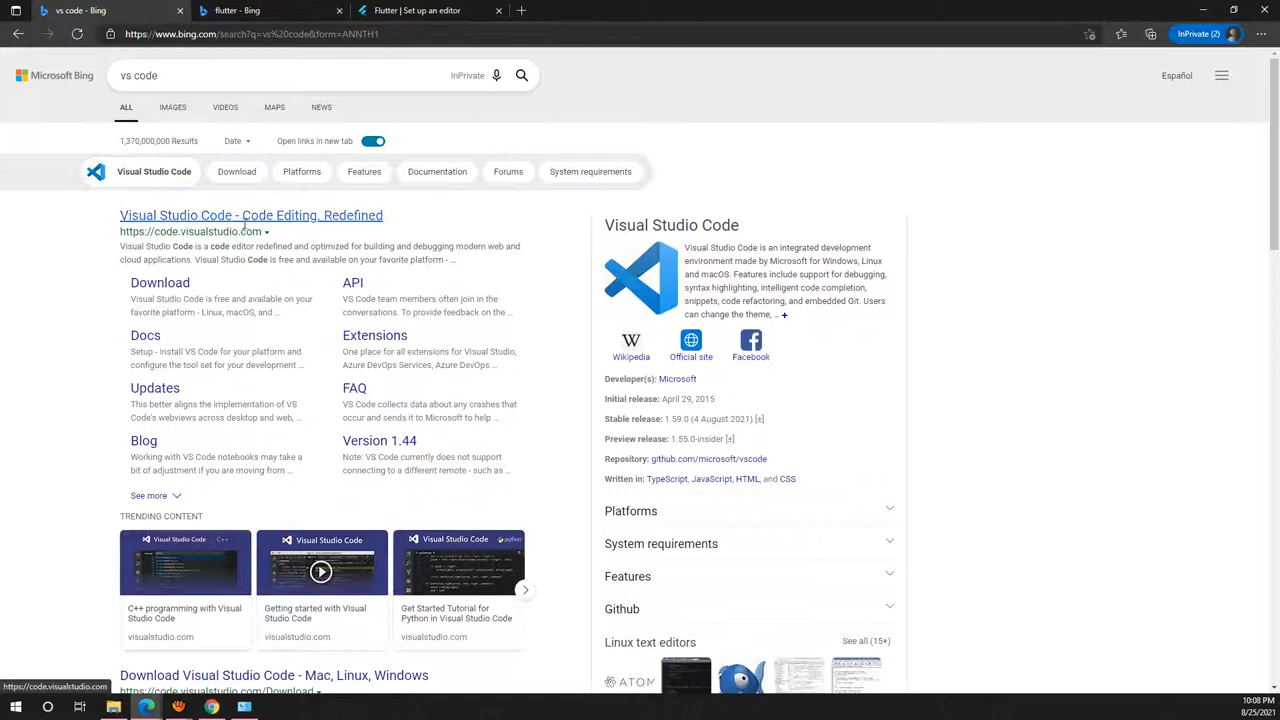 vs code - Bing
flutter - Bing
Flutter | Set up an editor
https://www.bing.com/search?q=vs%20code&form=ANNTH1
InPrivate (2)
Microsoft Bing
vs code
InPrivate
Español
ALL
IMAGES
VIDEOS
MAPS
NEWS
1,370,000,000 Results
Date
Open links in new tab
Visual Studio Code
Download
Platforms
Features
Documentation
Forums
System requirements
Visual Studio Code - Code Editing. Redefined
https://code.visualstudio.com
Visual Studio Code is a code editor redefined and optimized for building and debugging modern web and
cloud applications. Visual Studio Code is free and available on your favorite platform - ...
Download
Visual Studio Code is free and available on your
favorite platform - Linux, macOS, and ...
API
VS Code team members often join in the
conversations. To provide feedback on the ...
Docs
Setup - Install VS Code for your platform and
configure the tool set for your development ...
Extensions
One place for all extensions for Visual Studio,
Azure DevOps Services, Azure DevOps ...
Updates
This better aligns the implementation of VS
Code's webviews across desktop and web, ...
FAQ
VS Code collects data about any crashes that
occur and sends it to Microsoft to help ...
Blog
Working with VS Code notebooks may take a
bit of adjustment if you are moving from ...
Version 1.44
Note: VS Code currently does not support
connecting to a different remote - such as ...
See more
TRENDING CONTENT
Visual Studio Code
C++
Visual Studio Code
Visual Studio Code
python
C++ programming with Visual
Studio Code
visualstudio.com
Getting started with Visual
Studio Code
visualstudio.com
Get Started Tutorial for
Python in Visual Studio Code
visualstudio.com
Download Visual Studio Code - Mac, Linux, Windows
https://code.visualstudio.com/Download
Visual Studio Code
Visual Studio Code is an integrated development
environment made by Microsoft for Windows, Linux
and macOS. Features include support for debugging,
syntax highlighting, intelligent code completion,
snippets, code refactoring, and embedded Git. Users
can change the theme, ... +
W
Wikipedia
Official site
Facebook
Developer(s): Microsoft
Initial release: April 29, 2015
Stable release: 1.59.0 (4 August 2021) [±]
Preview release: 1.55.0-insider [±]
Repository: github.com/microsoft/vscode
Written in: TypeScript, JavaScript, HTML, and CSS
Platforms
System requirements
Features
Github
Linux text editors
See all (15+)
ATOM
https://code.visualstudio.com
10:08 PM
8/25/2021